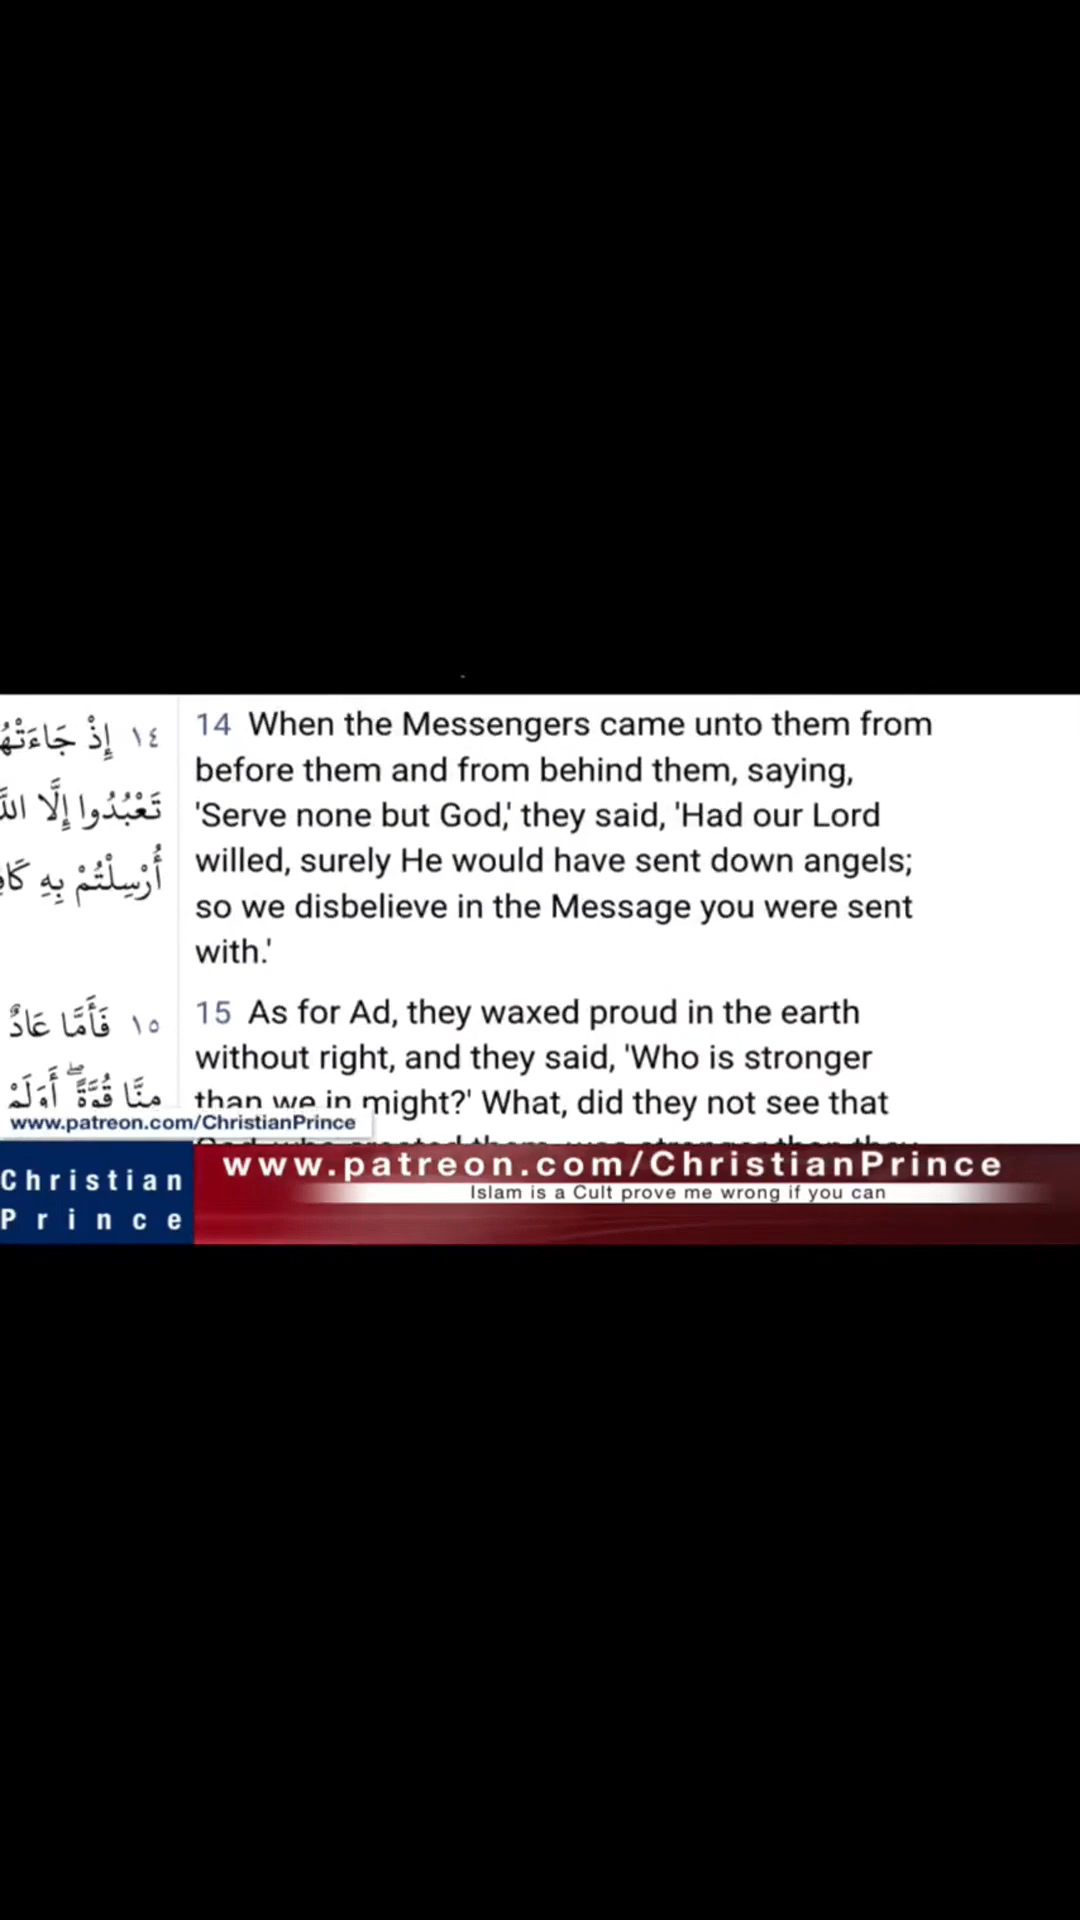 ١٤ إِذْ جَاءَتْهُ
تَعْبُدُوا إِلَّا
أُرْسِلْتُمْ بِهِ
14 When the Messengers came unto them from
before them and from behind them, saying,
'Serve none but God,' they said, 'Had our Lord
willed, surely He would have sent down angels;
so we disbelieve in the Message you were sent
with.'
١٥ فَأَمَّا عَادٌ
مِنَّا قُوَّةً ۖ أَوَلَمْ
15 As for Ad, they waxed proud in the earth
without right, and they said, 'Who is stronger
than we in might?' What, did they not see that
www.patreon.com/ChristianPrince
Christian
Prince
www.patreon.com/ChristianPrince
Islam is a Cult prove me wrong if you can